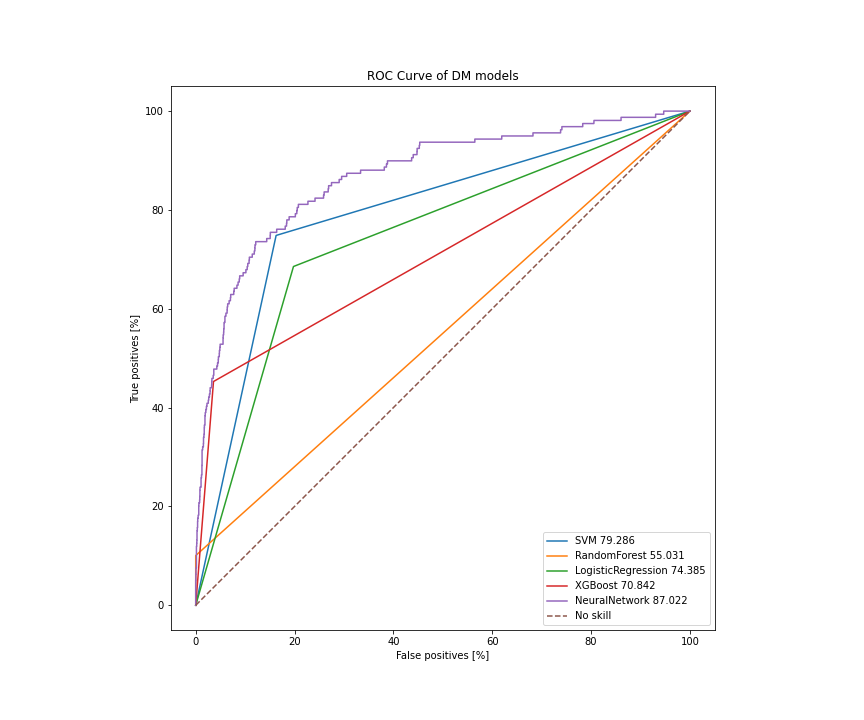 ROC Curve of DM models
True positives [%]
100
80
60
40
20
0
0 20 40 60 80 100
False positives [%]
SVM 79.286
RandomForest 55.031
LogisticRegression 74.385
XGBoost 70.842
NeuralNetwork 87.022
No skill